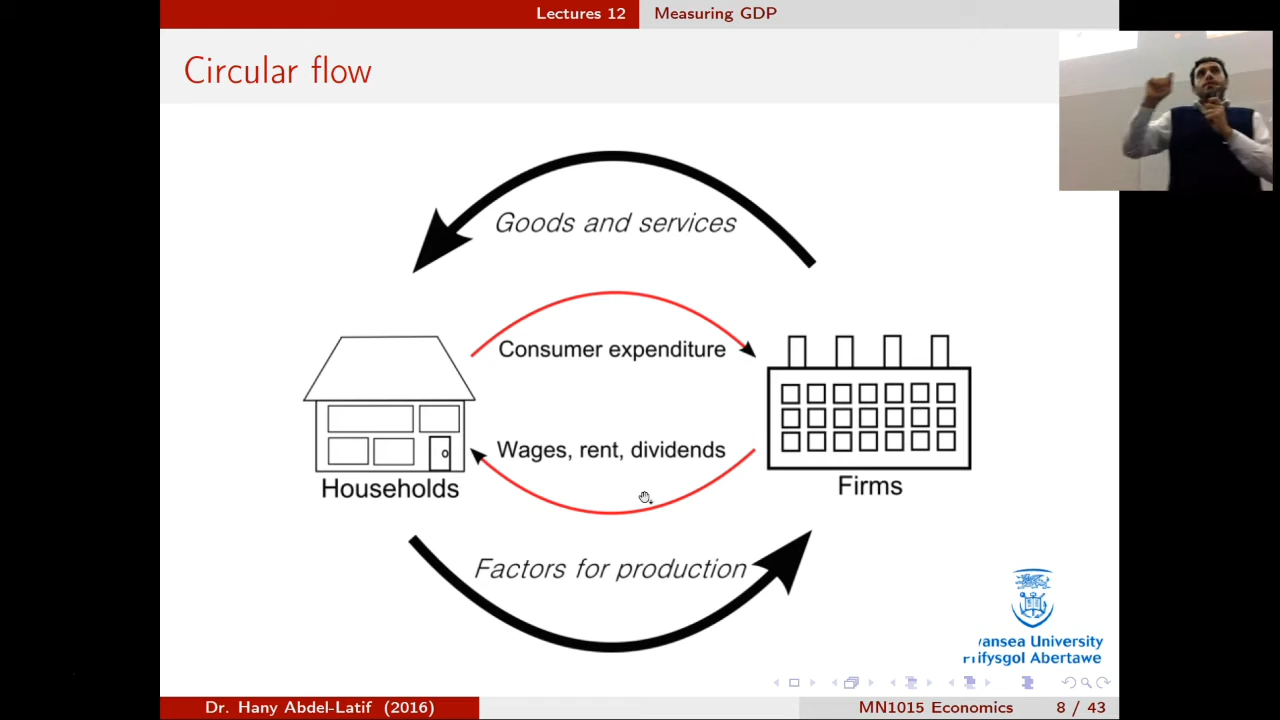 Lectures 12 Measuring GDP
Circular flow
Goods and services
Consumer expenditure
Wages, rent, dividends
Households
Firms
Factors for production
vansea University
rifysgol Abertawe
Dr. Hany Abdel-Latif (2016) MN1015 Economics 8 / 43